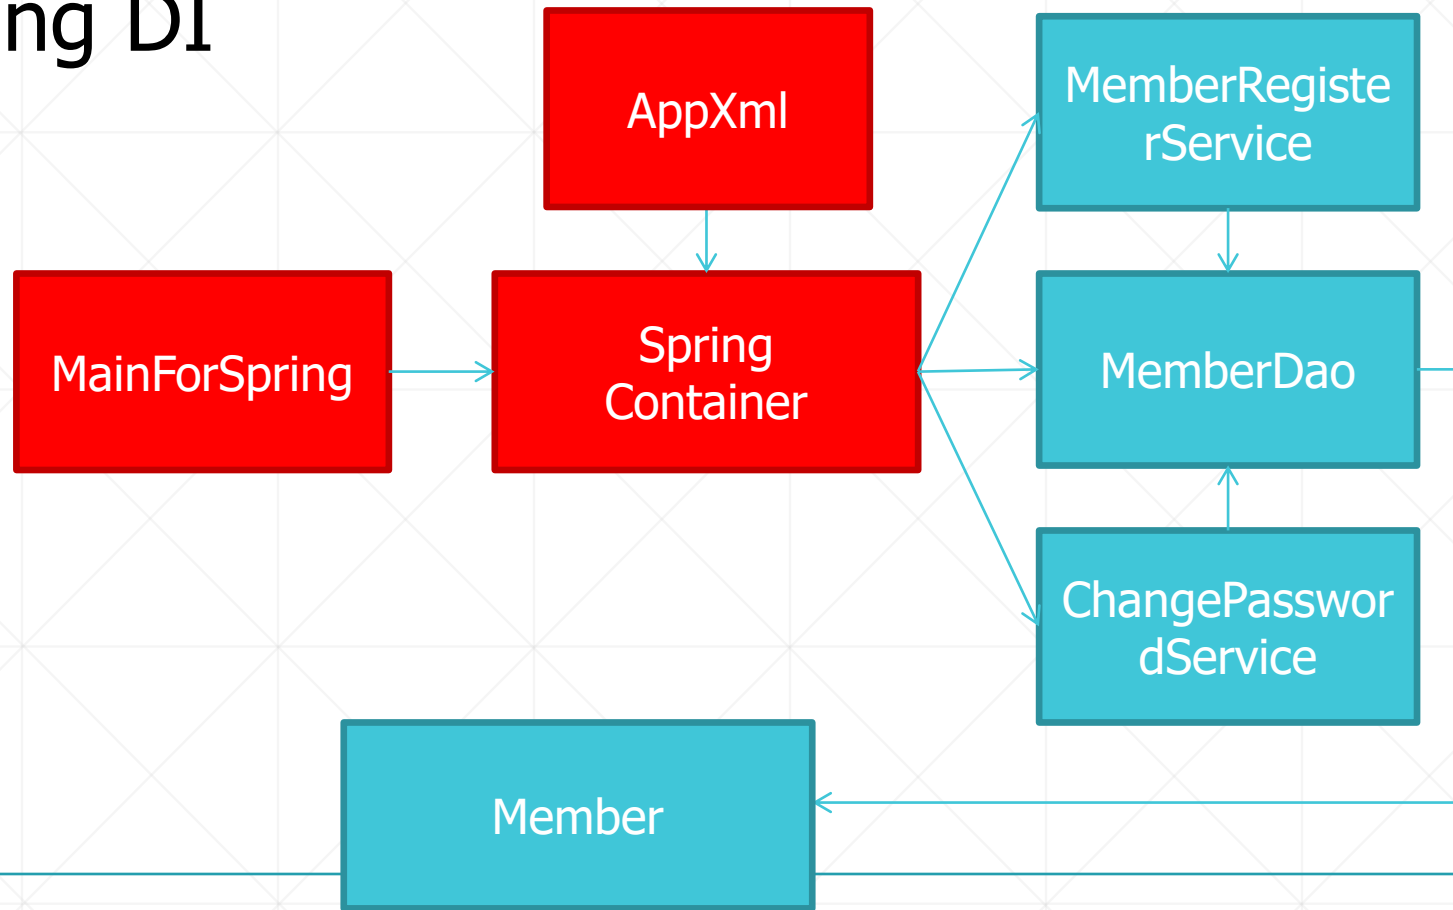 ng DI
AppXml
MemberRegiste
rService
MainForSpring
Spring
Container
MemberDao
ChangePasswor
dService
Member